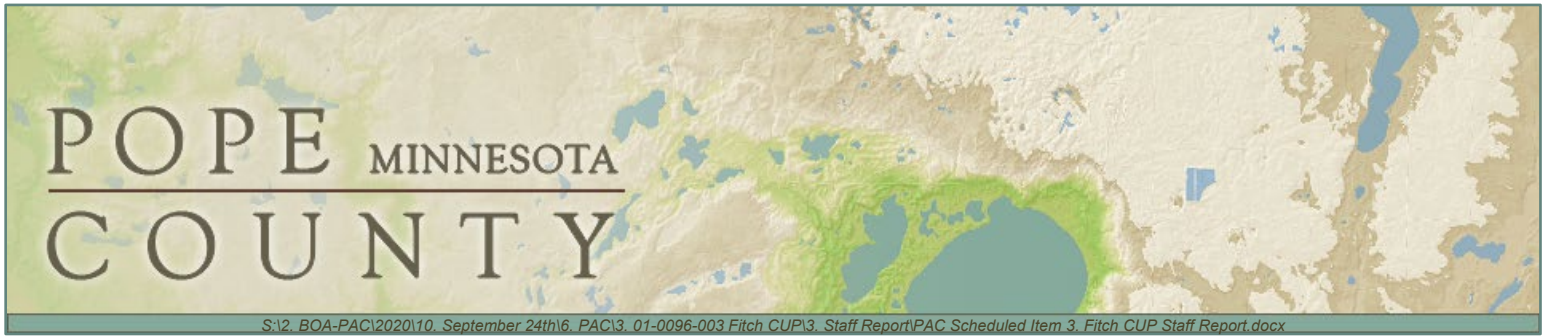 POPE MINNESOTA
COUNTY
S:\2. BOA-PAC\2020\10. September 24th\6. PAC\3. 01-0096-003 Fitch CUP\3. Staff Report\PAC Scheduled Item 3. Fitch CUP Staff Report.docx